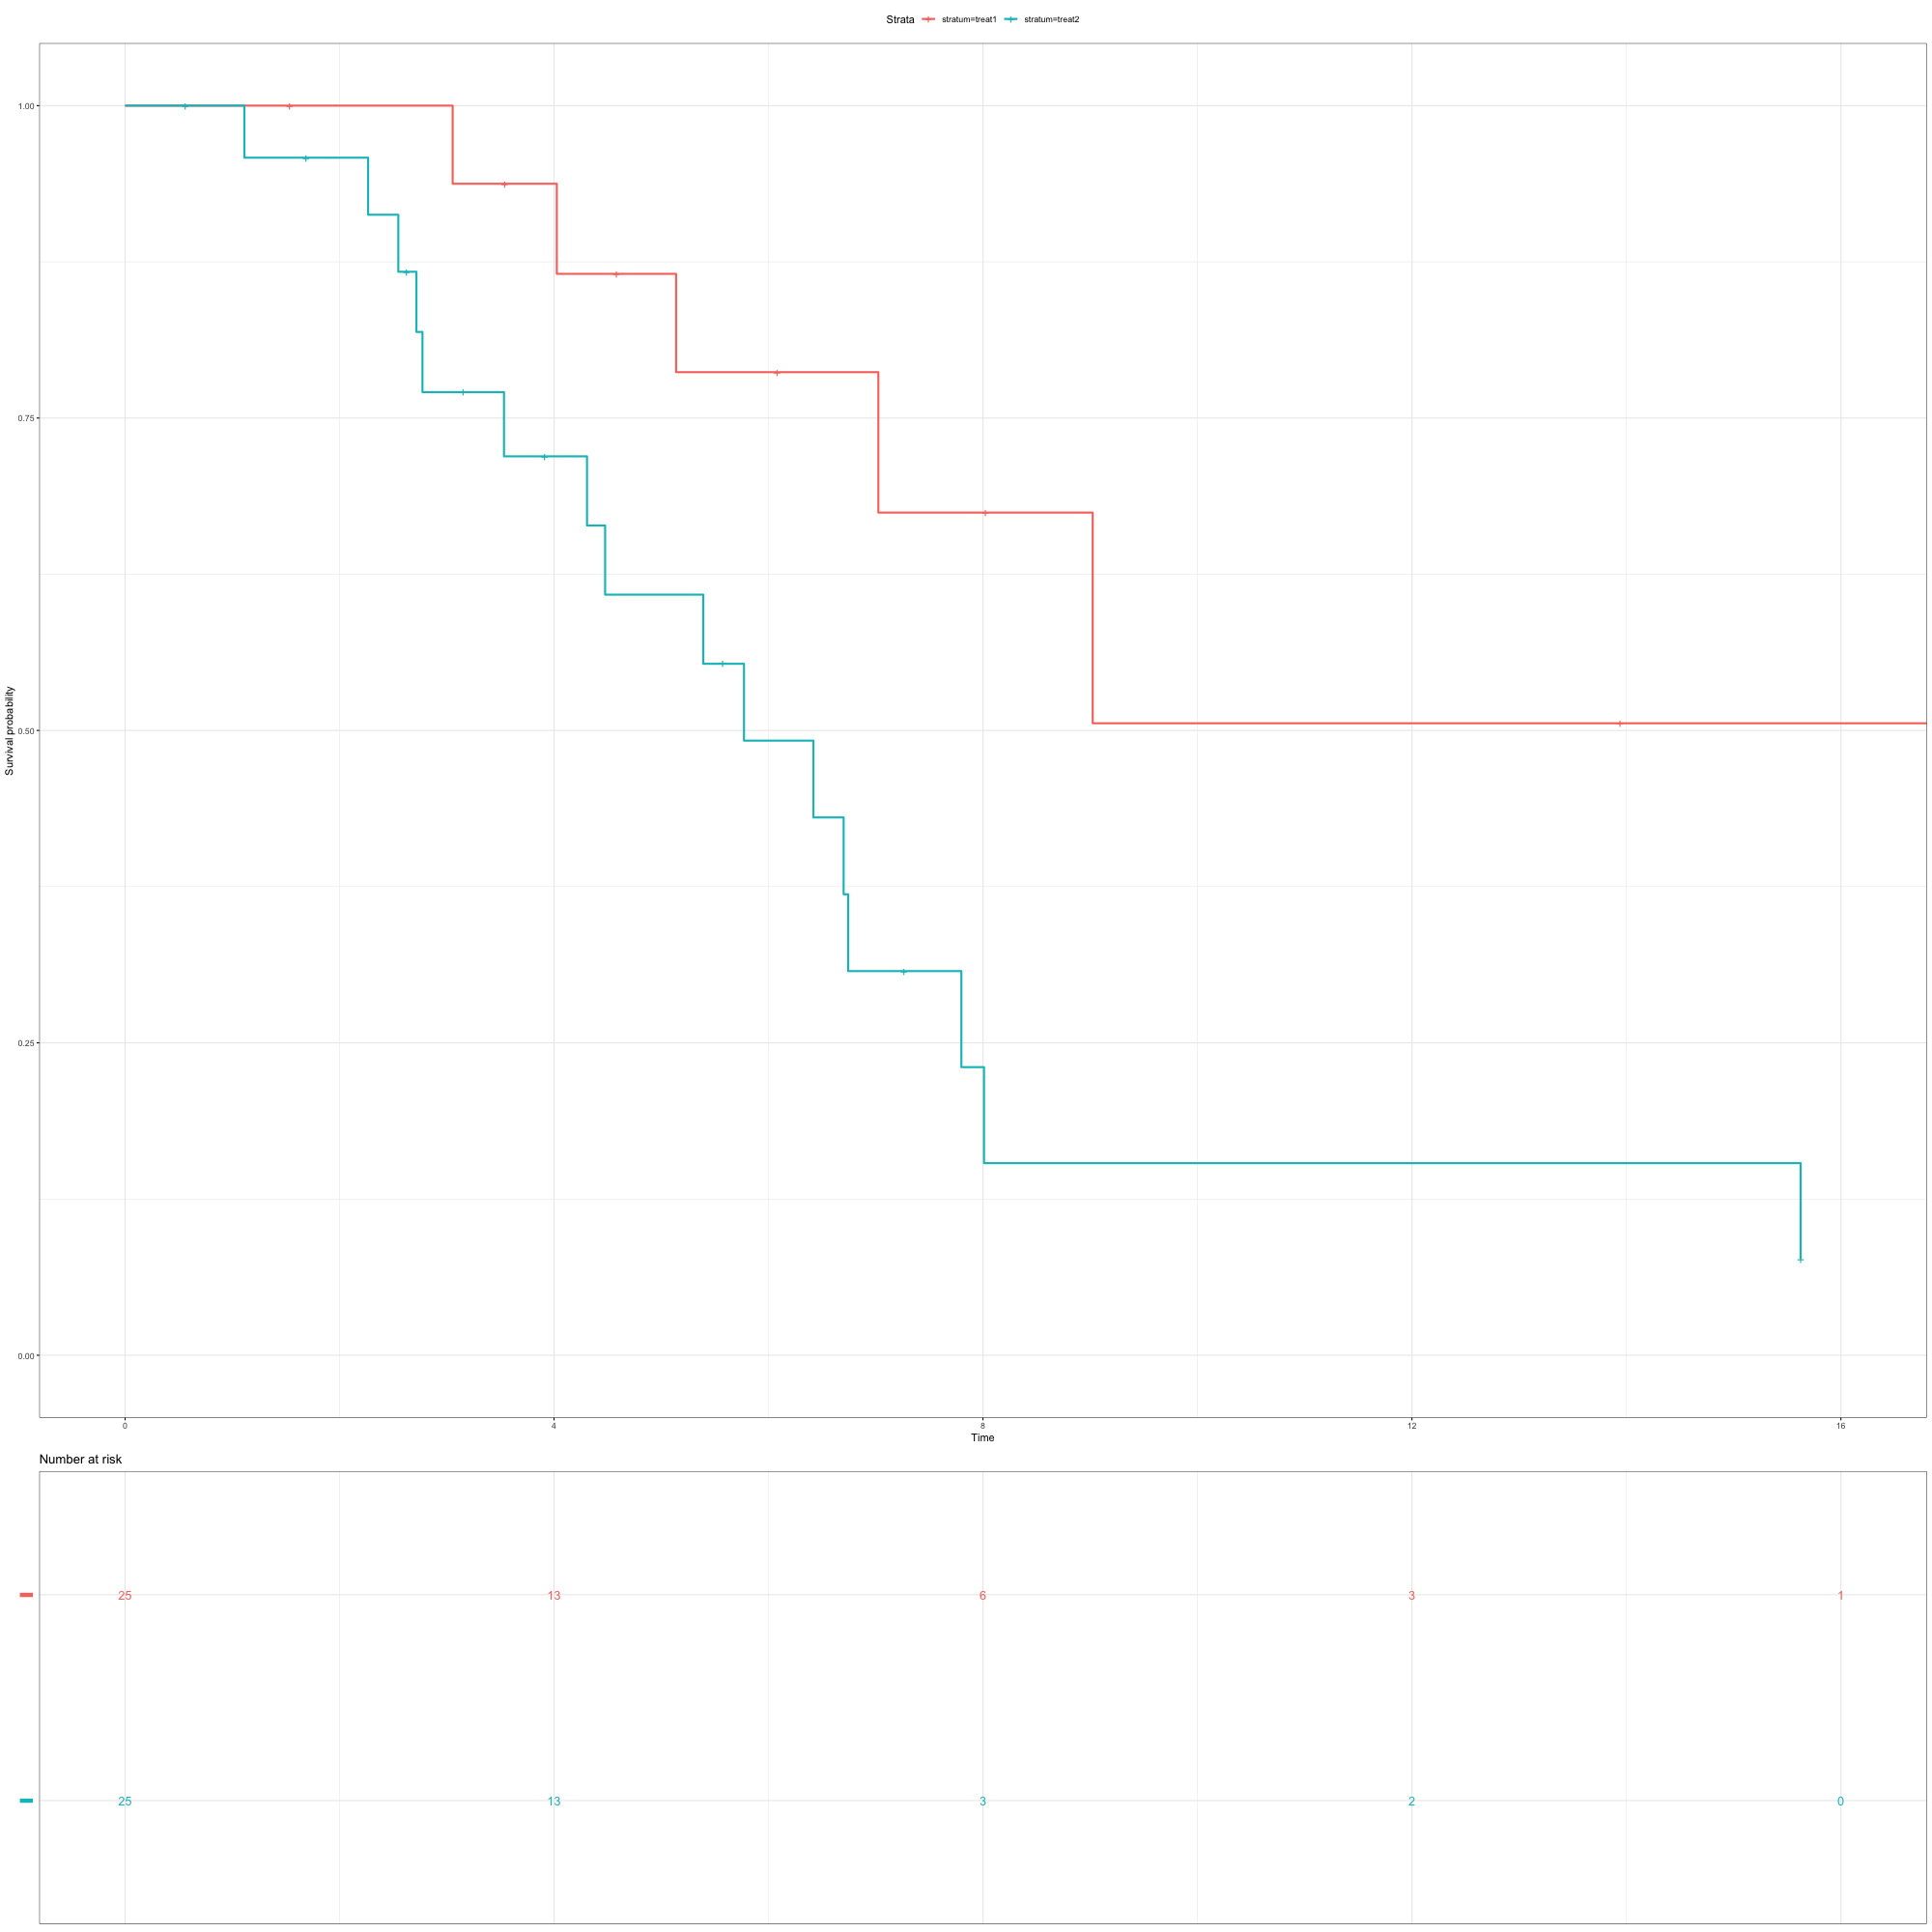 Strata stratum=treat1 stratum=treat2
1.00
0.75
0.50
0.25
0.00
Survival probability
0 4 8 12 16
Time
Number at risk
25 13 6 3 1
25 13 3 2 0